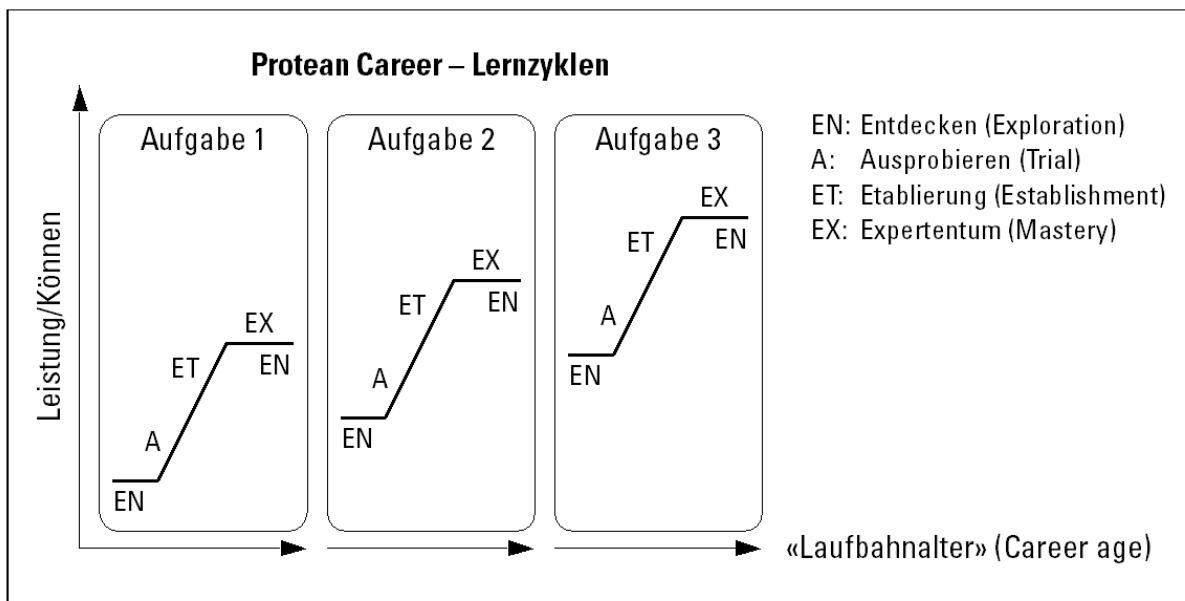 Protean Career – Lernzyklen
Leistung/Können
Aufgabe 1
EN
A
ET
EX
EN
Aufgabe 2
EN
A
ET
EX
EN
Aufgabe 3
EN
A
ET
EX
EN
EN: Entdecken (Exploration)
A: Ausprobieren (Trial)
ET: Etablierung (Establishment)
EX: Expertentum (Mastery)
«Laufbahnalter» (Career age)